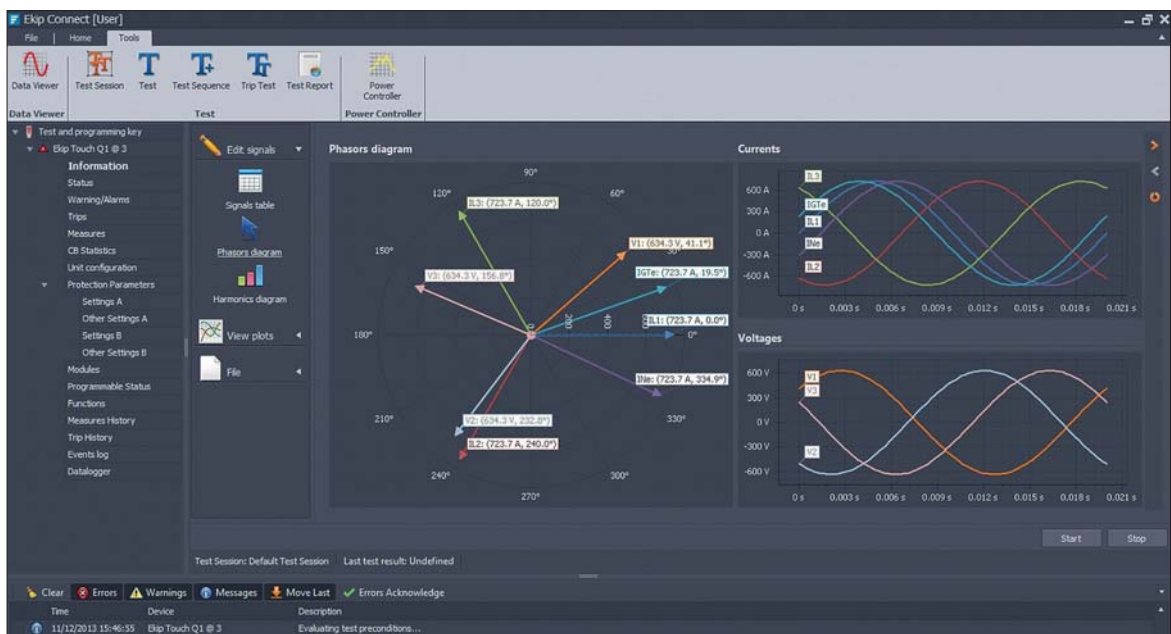 Ekip Connect [User]
File Home Tools
Data Viewer Test Session Test Test Sequence Trip Test Test Report Power Controller
Data Viewer Test Power Controller
Test and programming key
Ekip Touch Q1 @ 3
Information
Status
Warning/Alarms
Trips
Measures
CB Statistics
Unit configuration
Protection Parameters
Settings A
Other Settings A
Settings B
Other Settings B
Modules
Programmable Status
Functions
Measures History
Trip History
Events log
Datalogger
Edit signals
Signals table
Phasors diagram
Harmonics diagram
View plots
File
Phasors diagram
90°
120° 60°
IL3: (723.7 A, 120.0°)
150° 30°
V1: (634.3 V, 41.1°)
V3: (634.3 V, 156.8°)
IGTe: (723.7 A, 19.5°)
180° 0 200 400 600 0°
IL1: (723.7 A, 0.0°)
INe: (723.7 A, 334.9°)
210° 330°
V2: (634.3 V, 232.8°)
IL2: (723.7 A, 240.0°)
240° 300°
270°
Currents
600 A
300 A
0 A
-300 A
-600 A
IL3
IGTe
IL1
INe
IL2
0 s 0.003 s 0.006 s 0.009 s 0.012 s 0.015 s 0.018 s 0.021 s
Voltages
600 V
300 V
0 V
-300 V
-600 V
V1
V3
V2
0 s 0.003 s 0.006 s 0.009 s 0.012 s 0.015 s 0.018 s 0.021 s
Start Stop
Test Session: Default Test Session Last test result: Undefined
Clear Errors Warnings Messages Move Last Errors Acknowledge
Time Device Description
11/12/2013 15:46:55 Ekip Touch Q1 @ 3 Evaluating test preconditions...